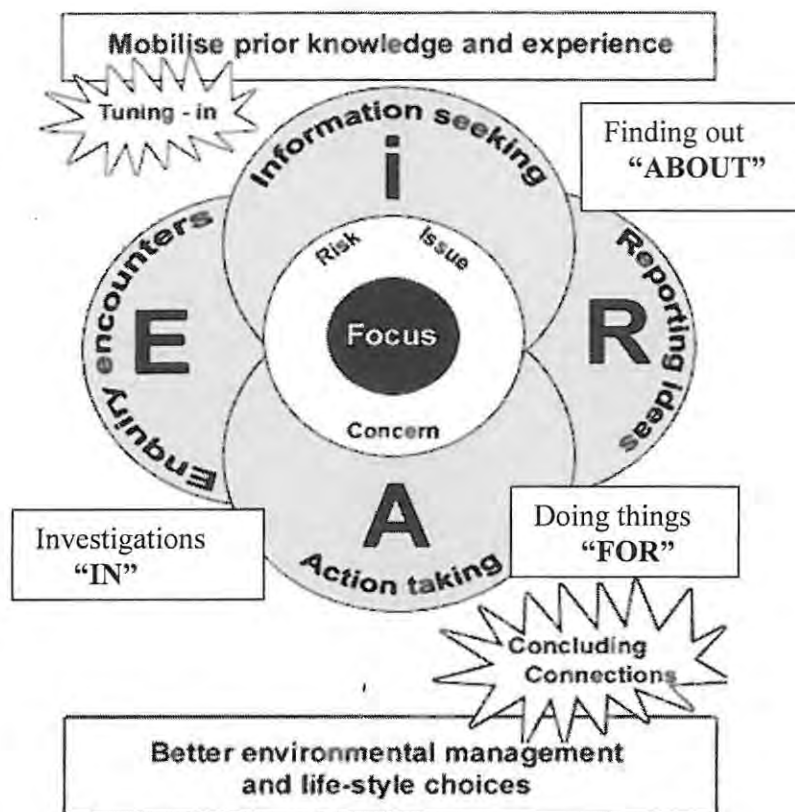 Mobilise prior knowledge and experience
Tuning - in
Information seeking
i
Finding out
“ABOUT”
Enquiry encounters
E
Risk
Issue
Focus
Concern
R
Reporting ideas
A
Action taking
Investigations
“IN”
Doing things
“FOR”
Concluding
Connections
Better environmental management
and life-style choices